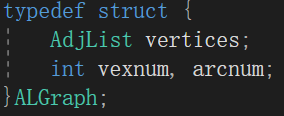 typedef struct {
AdjList vertices;
int vexnum, arcnum;
}ALGraph;